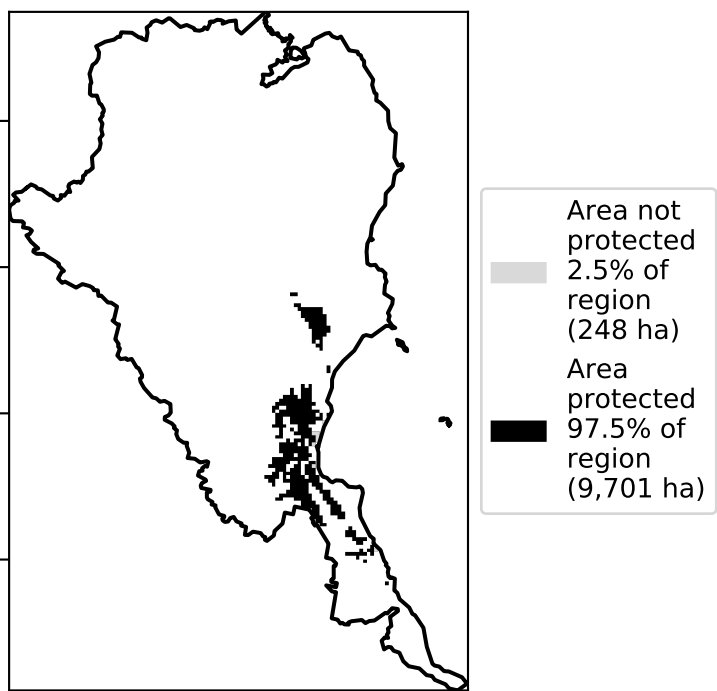 Area not
protected
2.5% of
region
(248 ha)
Area
protected
97.5% of
region
(9,701 ha)